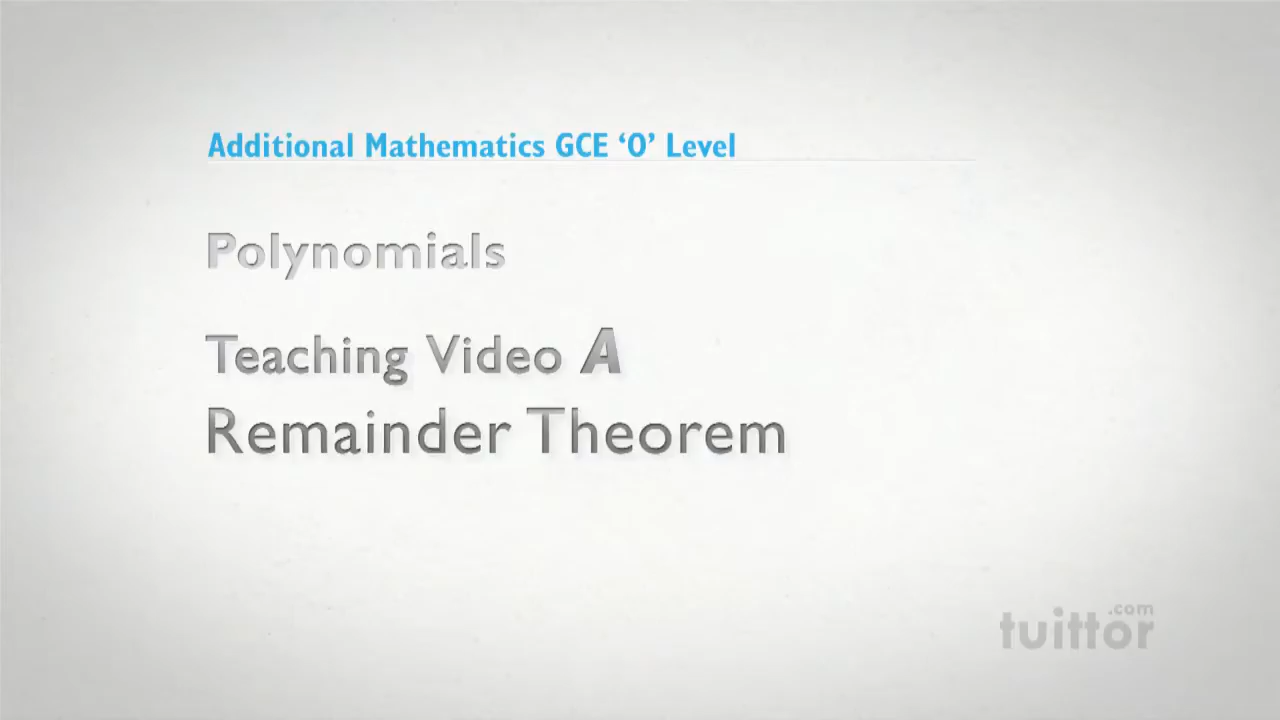 Additional Mathematics GCE ‘O’ Level
Polynomials
Teaching Video A
Remainder Theorem
tuittor.com